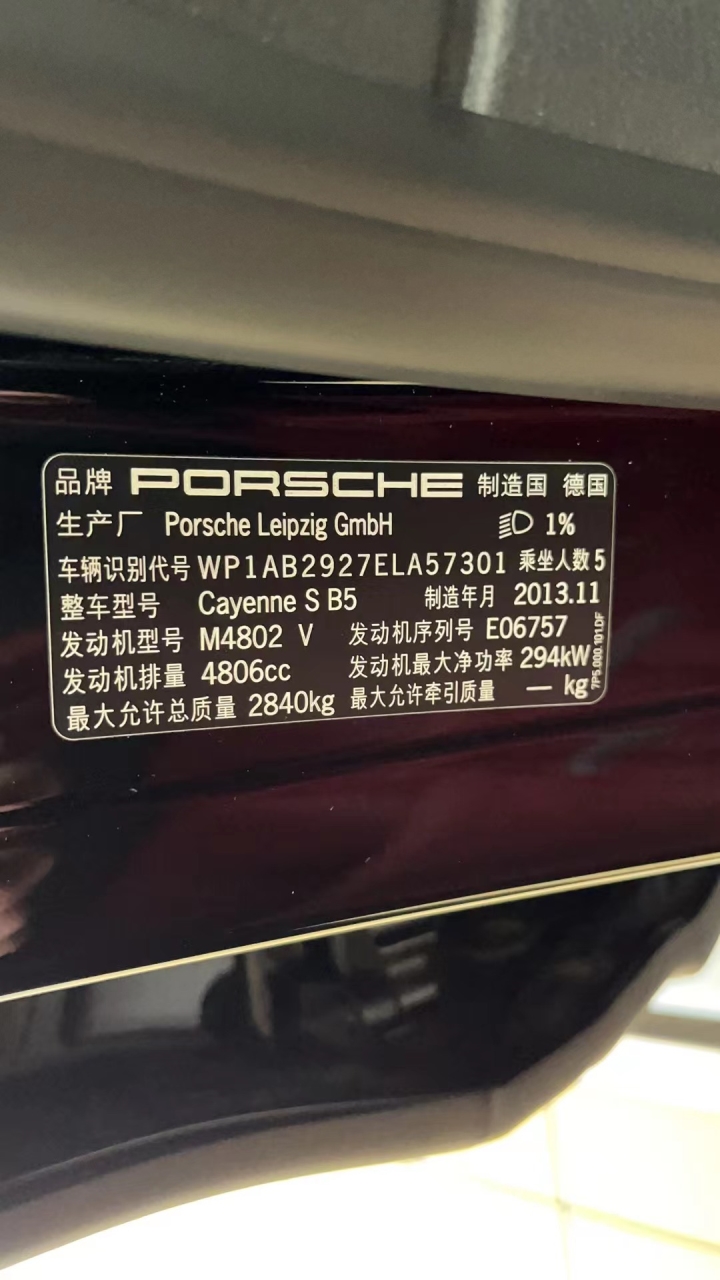 品牌 PORSCHE 制造国 德国
生产厂 Porsche Leipzig GmbH 1%
车辆识别代号 WP1AB2927ELA57301 乘坐人数 5
整车型号 Cayenne S B5 制造年月 2013.11
发动机型号 M4802 V 发动机序列号 E06757
发动机排量 4806cc 发动机最大净功率 294kW
最大允许总质量 2840kg 最大允许牵引质量 — kg
7P5.000.101.DF